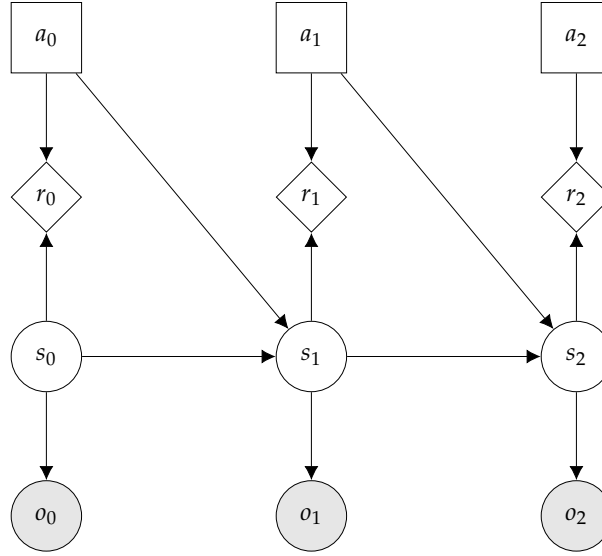 a₀ a₁ a₂
r₀ r₁ r₂
s₀ s₁ s₂
o₀ o₁ o₂